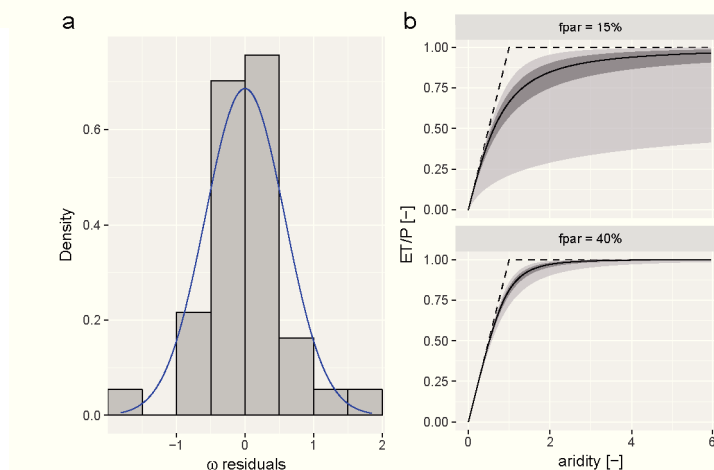 a
Density
0.6
0.4
0.2
0.0
−1
0
1
2
ω residuals
b
fpar = 15%
1.00
0.75
0.50
0.25
0.00
ET/P [−]
fpar = 40%
1.00
0.75
0.50
0.25
0.00
0
2
4
6
aridity [−]